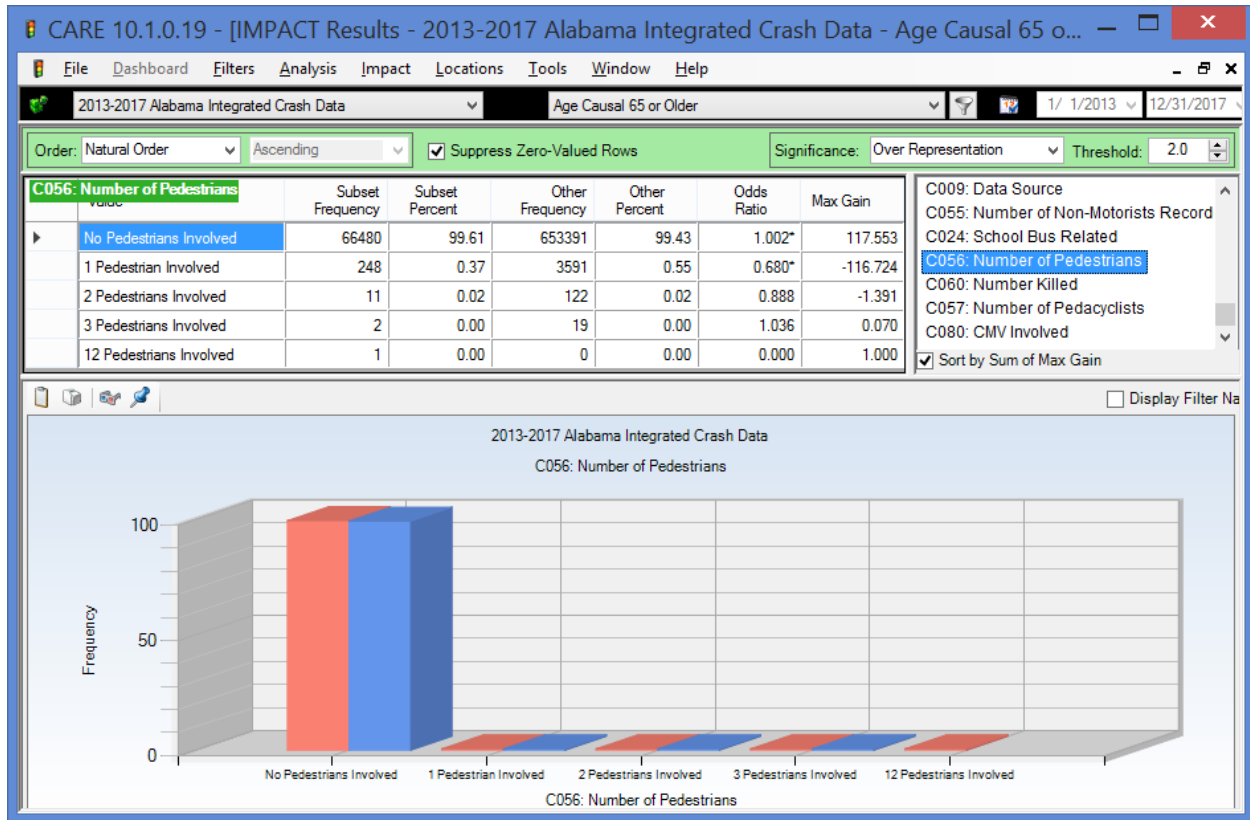 CARE 10.1.0.19 - [IMPACT Results - 2013-2017 Alabama Integrated Crash Data - Age Causal 65 o...
File Dashboard Filters Analysis Impact Locations Tools Window Help
2013-2017 Alabama Integrated Crash Data Age Causal 65 or Older 1/ 1/2013 12/31/2017
Order: Natural Order Ascending Suppress Zero-Valued Rows Significance: Over Representation Threshold: 2.0
C056: Number of Pedestrians Subset Frequency Subset Percent Other Frequency Other Percent Odds Ratio Max Gain
No Pedestrians Involved 66480 99.61 653391 99.43 1.002* 117.553
1 Pedestrian Involved 248 0.37 3591 0.55 0.680* -116.724
2 Pedestrians Involved 11 0.02 122 0.02 0.888 -1.391
3 Pedestrians Involved 2 0.00 19 0.00 1.036 0.070
12 Pedestrians Involved 1 0.00 0 0.00 0.000 1.000
C009: Data Source
C055: Number of Non-Motorists Record
C024: School Bus Related
C056: Number of Pedestrians
C060: Number Killed
C057: Number of Pedacyclists
C080: CMV Involved
Sort by Sum of Max Gain
Display Filter Na
2013-2017 Alabama Integrated Crash Data
C056: Number of Pedestrians
100
50
0
Frequency
No Pedestrians Involved 1 Pedestrian Involved 2 Pedestrians Involved 3 Pedestrians Involved 12 Pedestrians Involved
C056: Number of Pedestrians